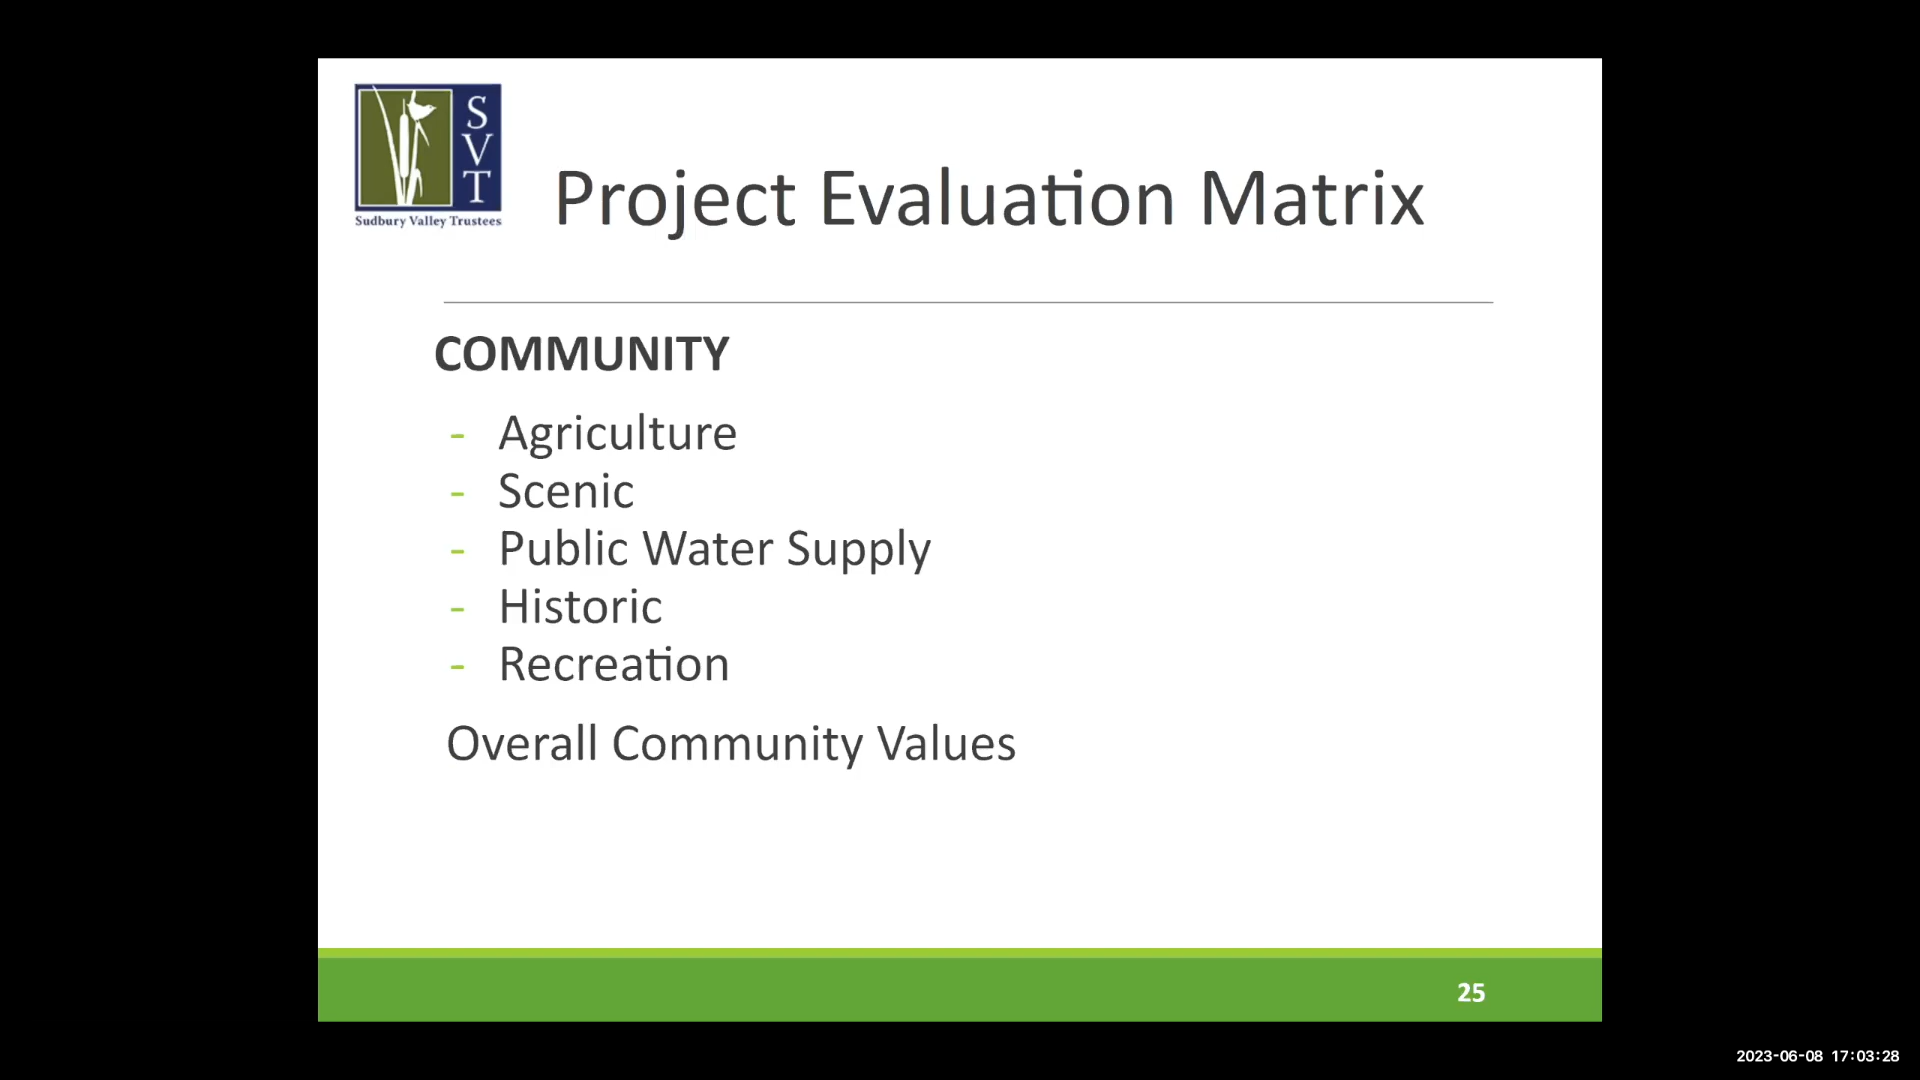 S
V
T
Sudbury Valley Trustees
Project Evaluation Matrix
COMMUNITY
- Agriculture
- Scenic
- Public Water Supply
- Historic
- Recreation
Overall Community Values
25
2023-06-08 17:03:28